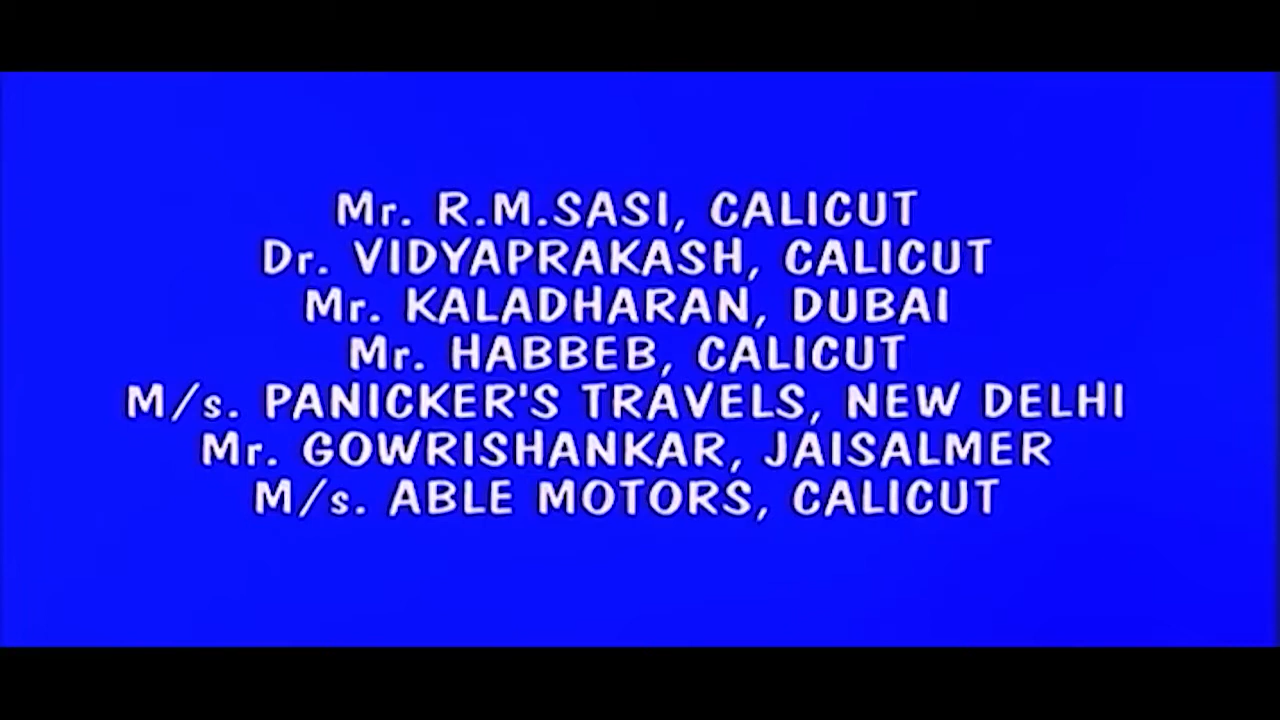 Mr. R.M.SASI, CALICUT
Dr. VIDYAPRAKASH, CALICUT
Mr. KALADHARAN, DUBAI
Mr. HABBEB, CALICUT
M/s. PANICKER'S TRAVELS, NEW DELHI
Mr. GOWRISHANKAR, JAISALMER
M/s. ABLE MOTORS, CALICUT